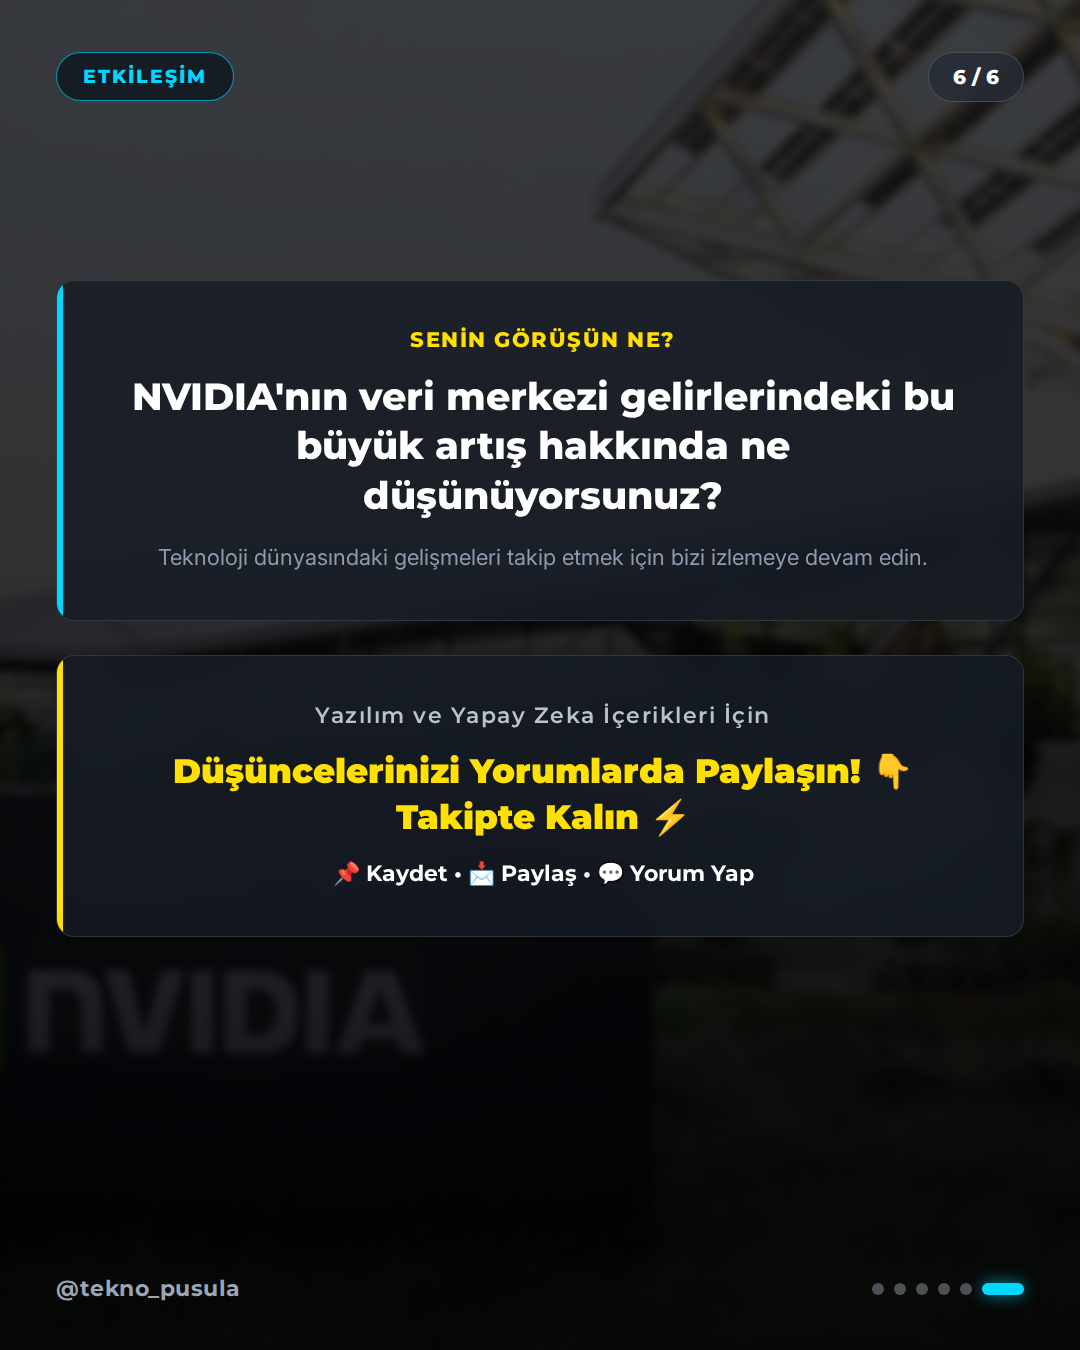 ETKİLEŞİM
6 / 6
SENİN GÖRÜŞÜN NE?
NVIDIA'nın veri merkezi gelirlerindeki bu
büyük artış hakkında ne
düşünüyorsunuz?
Teknoloji dünyasındaki gelişmeleri takip etmek için bizi izlemeye devam edin.
Yazılım ve Yapay Zeka İçerikleri İçin
Düşüncelerinizi Yorumlarda Paylaşın! 👇
Takipte Kalın ⚡
📌 Kaydet • 📩 Paylaş • 💬 Yorum Yap
NVIDIA
@tekno_pusula